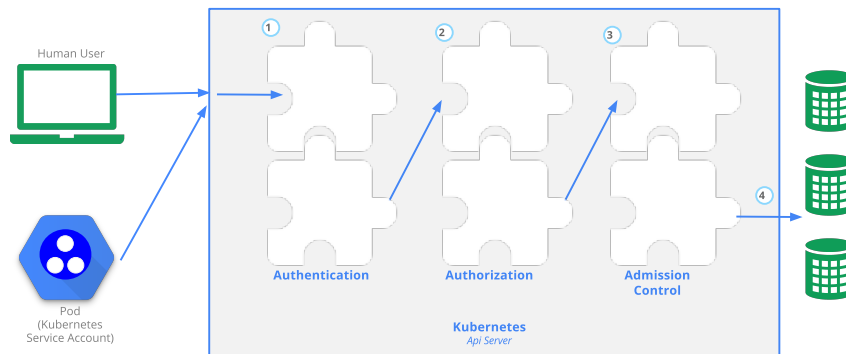 1
2
3
Human User
4
Pod
(Kubernetes
Service Account)
Authentication
Authorization
Admission
Control
Kubernetes
Api Server